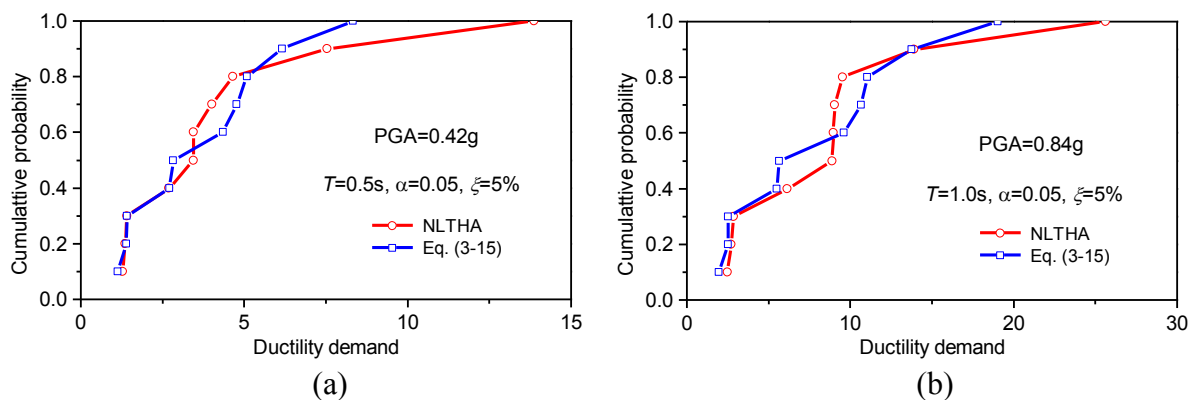 1.0
0.8
0.6
0.4
0.2
0.0
Cumulattive probability
PGA=0.42g
T=0.5s, α=0.05, ξ=5%
NLTHA
Eq. (3-15)
0 5 10 15
Ductility demand
(a)
1.0
0.8
0.6
0.4
0.2
0.0
Cumulattive probability
PGA=0.84g
T=1.0s, α=0.05, ξ=5%
NLTHA
Eq. (3-15)
0 10 20 30
Ductility demand
(b)